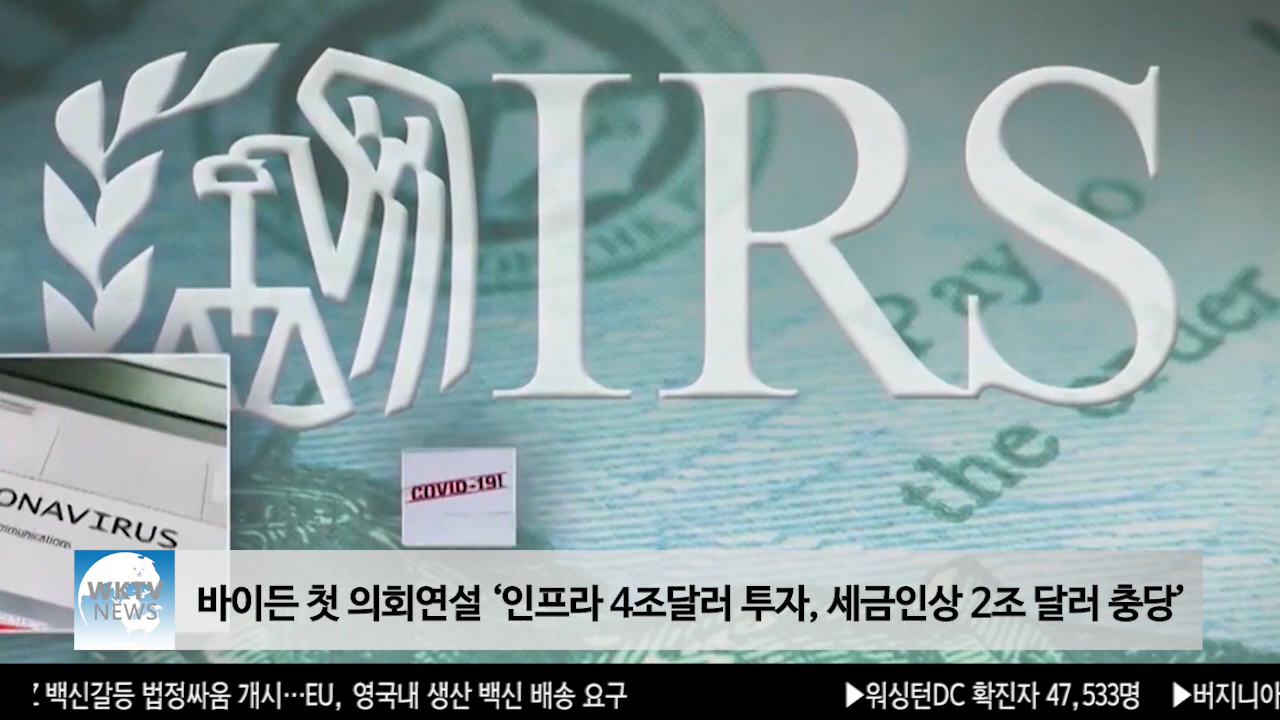 IRS
Pay to
the order
ONAVIRUS
mmunications
COVID-19!
WKTV
NEWS
바이든 첫 의회연설 ‘인프라 4조달러 투자, 세금인상 2조 달러 충당’
백신갈등 법정싸움 개시…EU, 영국내 생산 백신 배송 요구 ▶워싱턴DC 확진자 47,533명 ▶버지니아